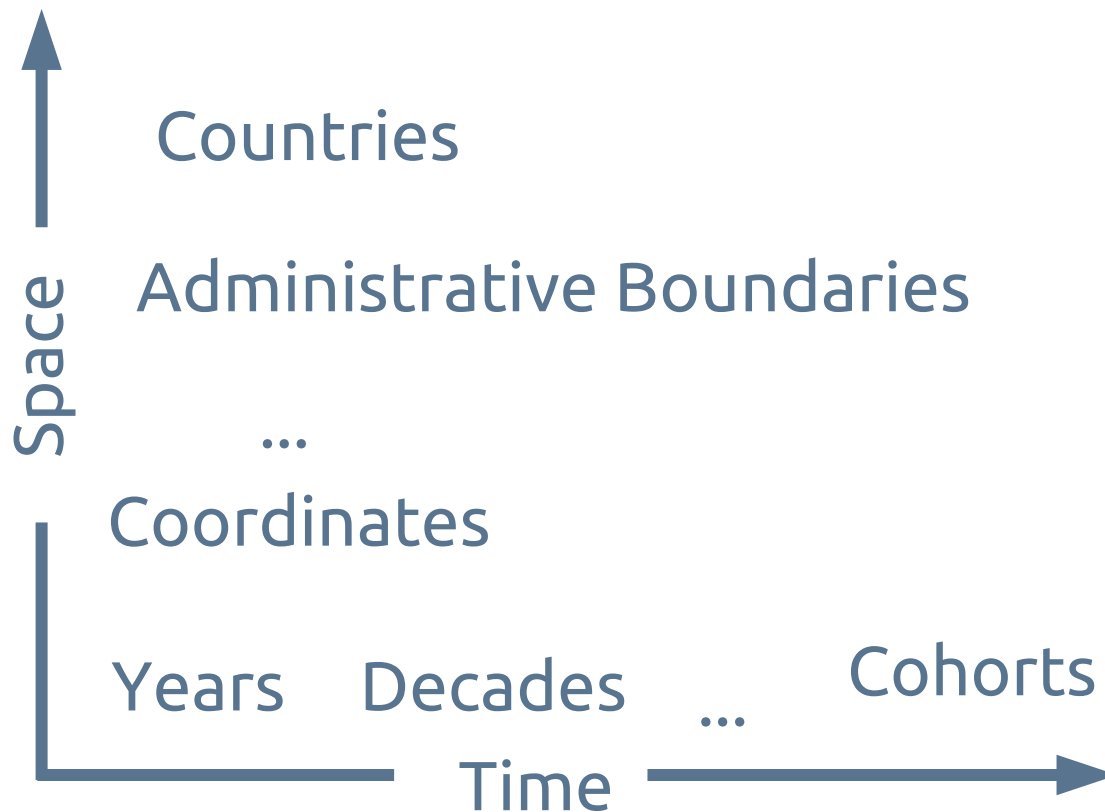 Countries
Administrative Boundaries
Space
...
Coordinates
Years Decades ... Cohorts
Time